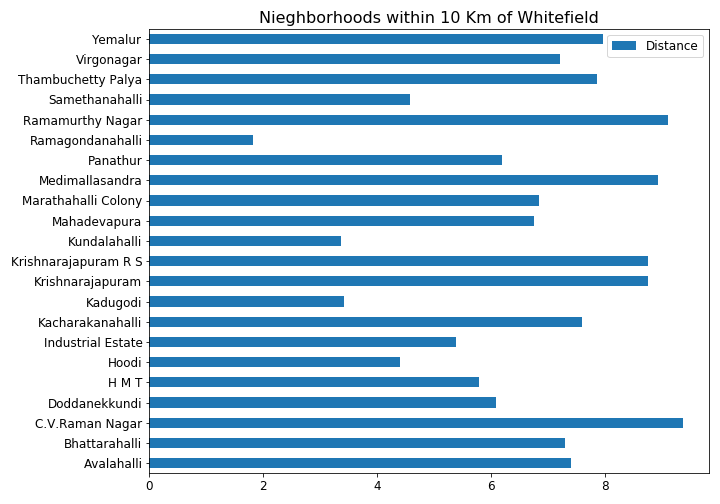 Nieghborhoods within 10 Km of Whitefield
Distance
Yemalur
Virgonagar
Thambuchetty Palya
Samethanahalli
Ramamurthy Nagar
Ramagondanahalli
Panathur
Medimallasandra
Marathahalli Colony
Mahadevapura
Kundalahalli
Krishnarajapuram R S
Krishnarajapuram
Kadugodi
Kacharakanahalli
Industrial Estate
Hoodi
H M T
Doddanekkundi
C.V.Raman Nagar
Bhattarahalli
Avalahalli
0 2 4 6 8